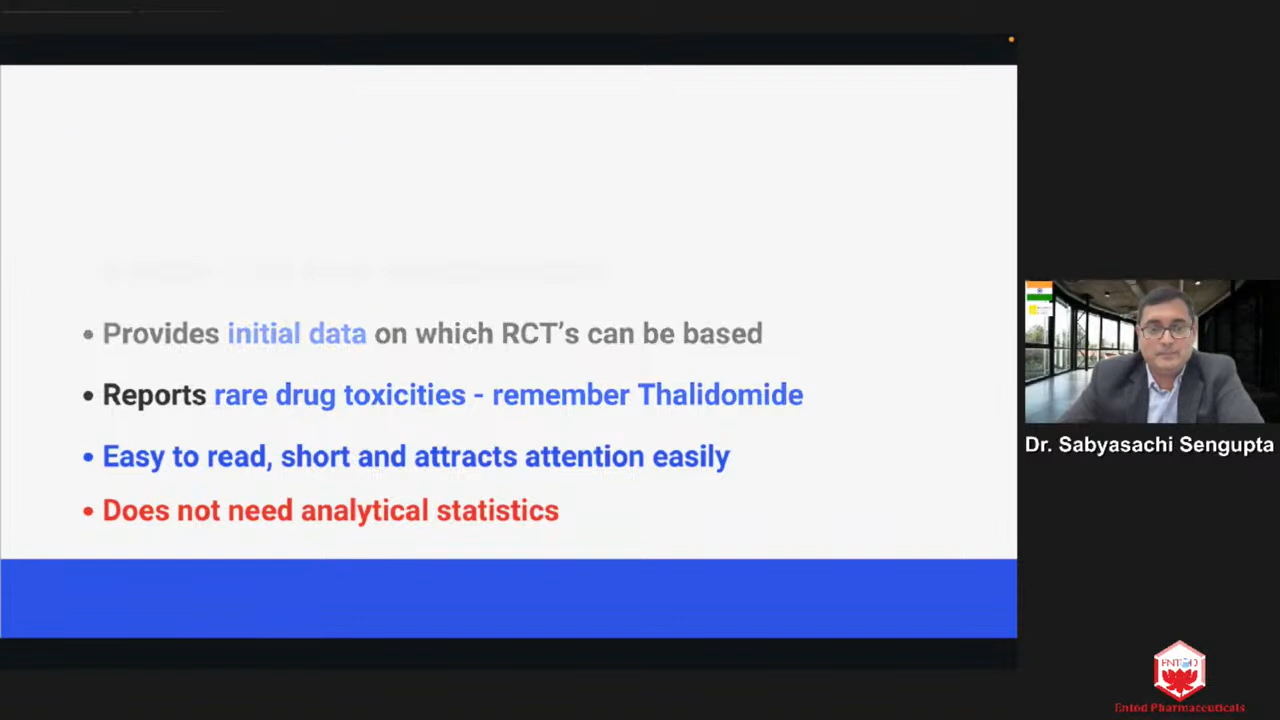 • Provides initial data on which RCT's can be based
• Reports rare drug toxicities - remember Thalidomide
• Easy to read, short and attracts attention easily
• Does not need analytical statistics
Dr. Sabyasachi Sengupta
Entod Pharmaceuticals